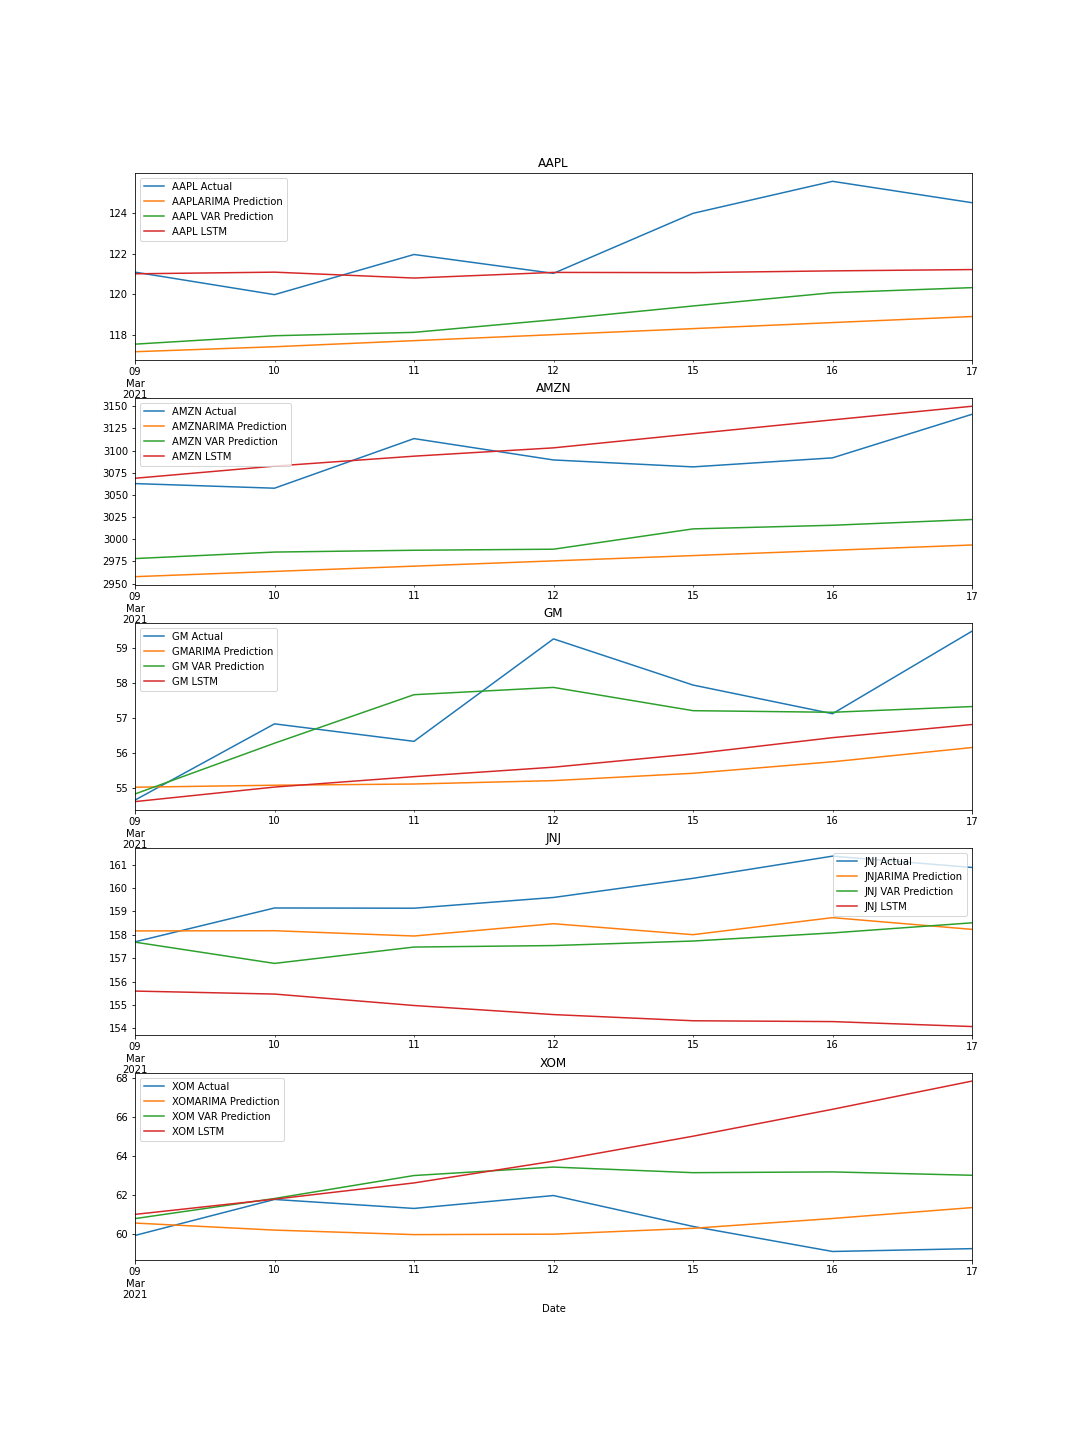 AAPL
AAPL Actual
AAPLARIMA Prediction
AAPL VAR Prediction
AAPL LSTM
124
122
120
118
09 10 11 12 15 16 17
Mar
2021
AMZN
AMZN Actual
AMZNARIMA Prediction
AMZN VAR Prediction
AMZN LSTM
3150
3125
3100
3075
3050
3025
3000
2975
2950
09 10 11 12 15 16 17
Mar
2021
GM
GM Actual
GMARIMA Prediction
GM VAR Prediction
GM LSTM
59
58
57
56
55
09 10 11 12 15 16 17
Mar
2021
JNJ
JNJ Actual
JNJARIMA Prediction
JNJ VAR Prediction
JNJ LSTM
161
160
159
158
157
156
155
154
09 10 11 12 15 16 17
Mar
2021
XOM
XOM Actual
XOMARIMA Prediction
XOM VAR Prediction
XOM LSTM
68
66
64
62
60
09 10 11 12 15 16 17
Mar
2021
Date